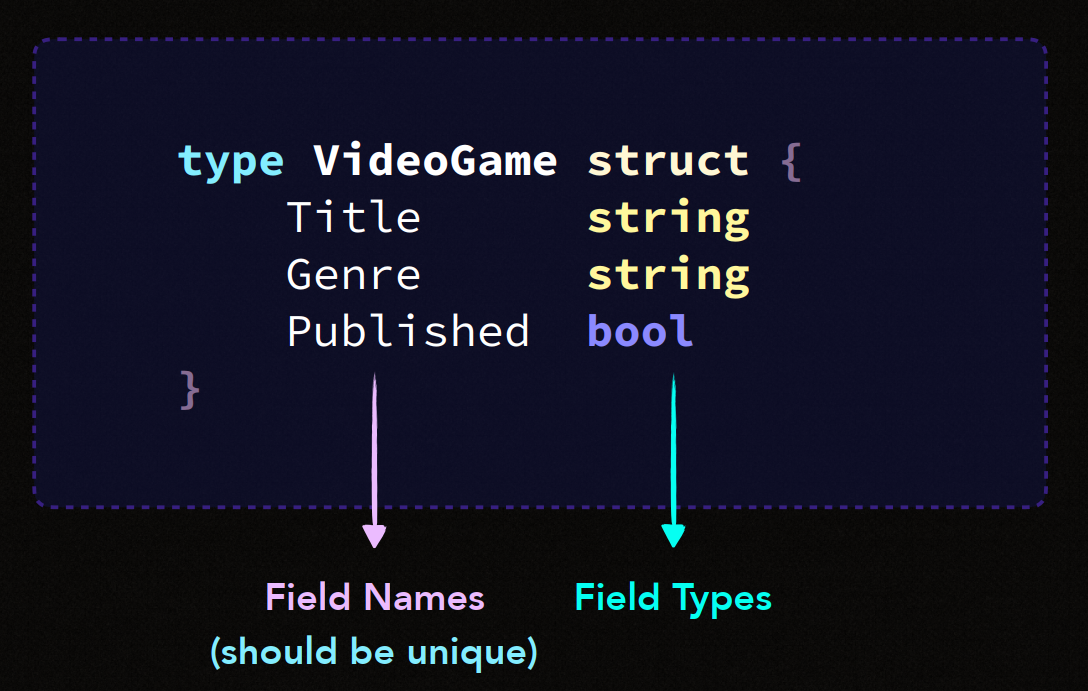 type VideoGame struct {
Title string
Genre string
Published bool
}
Field Names Field Types
(should be unique)